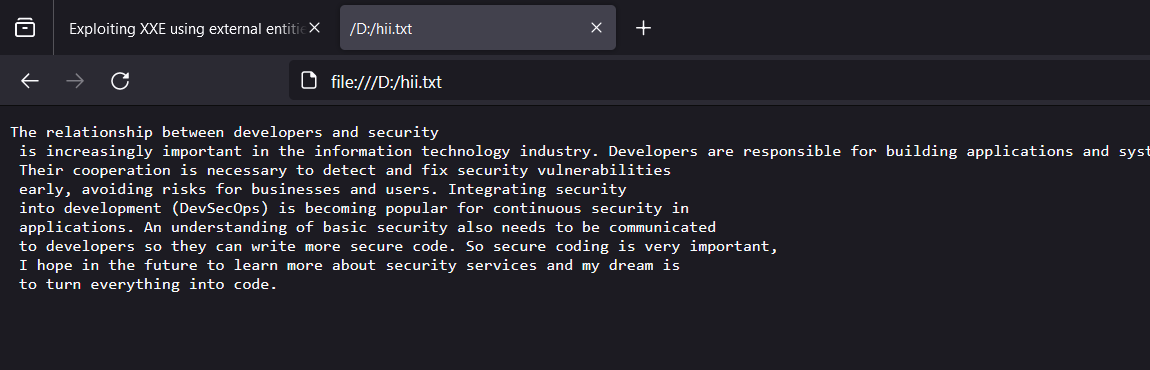 Exploiting XXE using external entitie
/D:/hii.txt
file:///D:/hii.txt
The relationship between developers and security
is increasingly important in the information technology industry. Developers are responsible for building applications and syst
Their cooperation is necessary to detect and fix security vulnerabilities
early, avoiding risks for businesses and users. Integrating security
into development (DevSecOps) is becoming popular for continuous security in
applications. An understanding of basic security also needs to be communicated
to developers so they can write more secure code. So secure coding is very important,
I hope in the future to learn more about security services and my dream is
to turn everything into code.